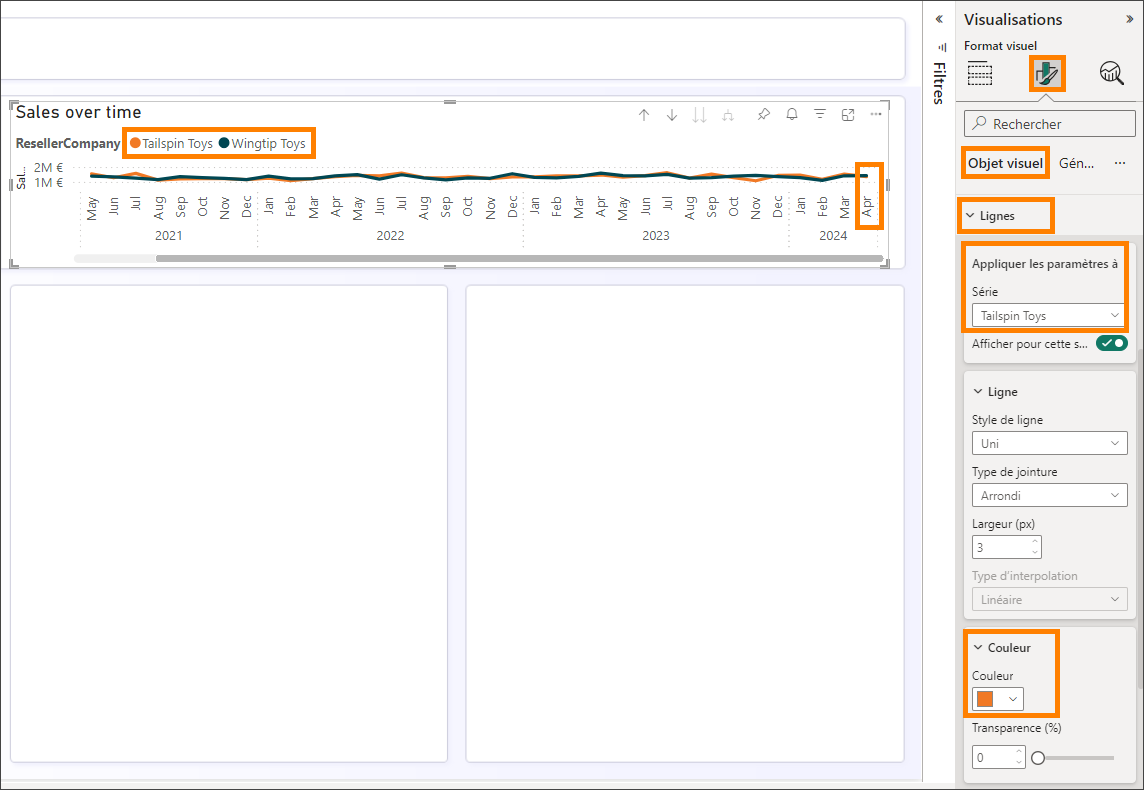 Sales over time
ResellerCompany Tailspin Toys Wingtip Toys
Sa...
2M €
1M €
May Jun Jul Aug Sep Oct Nov Dec Jan Feb Mar Apr May Jun Jul Aug Sep Oct Nov Dec Jan Feb Mar Apr May Jun Jul Aug Sep Oct Nov Dec Jan Feb Mar Apr
2021 2022 2023 2024
Filtres
Visualisations
Format visuel
Rechercher
Objet visuel Gén... ...
Lignes
Appliquer les paramètres à
Série
Tailspin Toys
Afficher pour cette s...
Ligne
Style de ligne
Uni
Type de jointure
Arrondi
Largeur (px)
3
Type d'interpolation
Linéaire
Couleur
Couleur
Transparence (%)
0